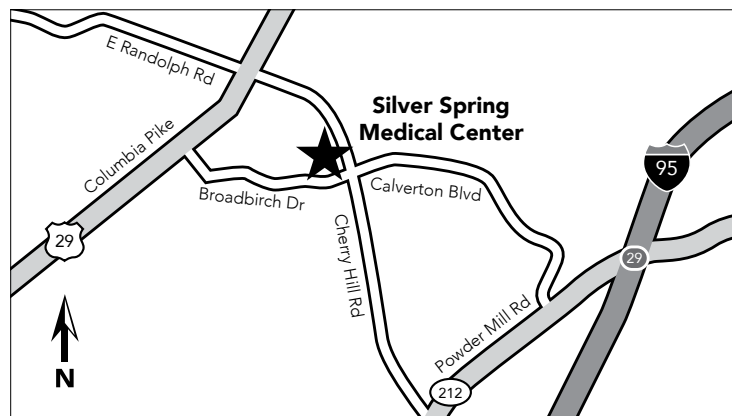 E Randolph Rd
Silver Spring
Medical Center
Columbia Pike
95
Broadbirch Dr
Calverton Blvd
29
Cherry Hill Rd
29
Powder Mill Rd
N
212